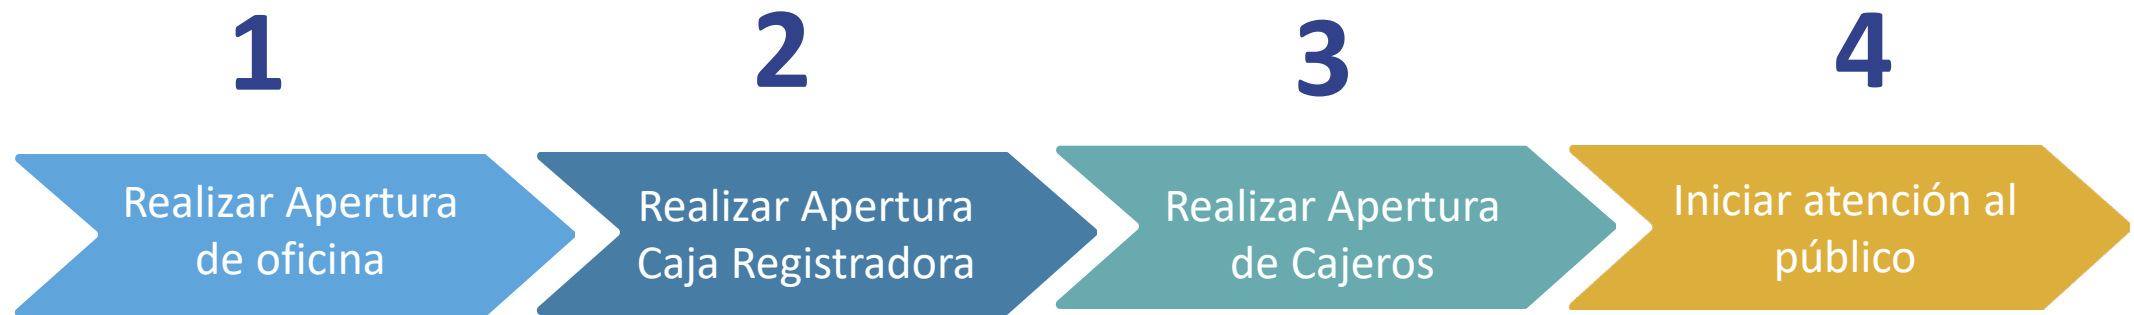 1
Realizar Apertura
de oficina
2
Realizar Apertura
Caja Registradora
3
Realizar Apertura
de Cajeros
4
Iniciar atención al
público